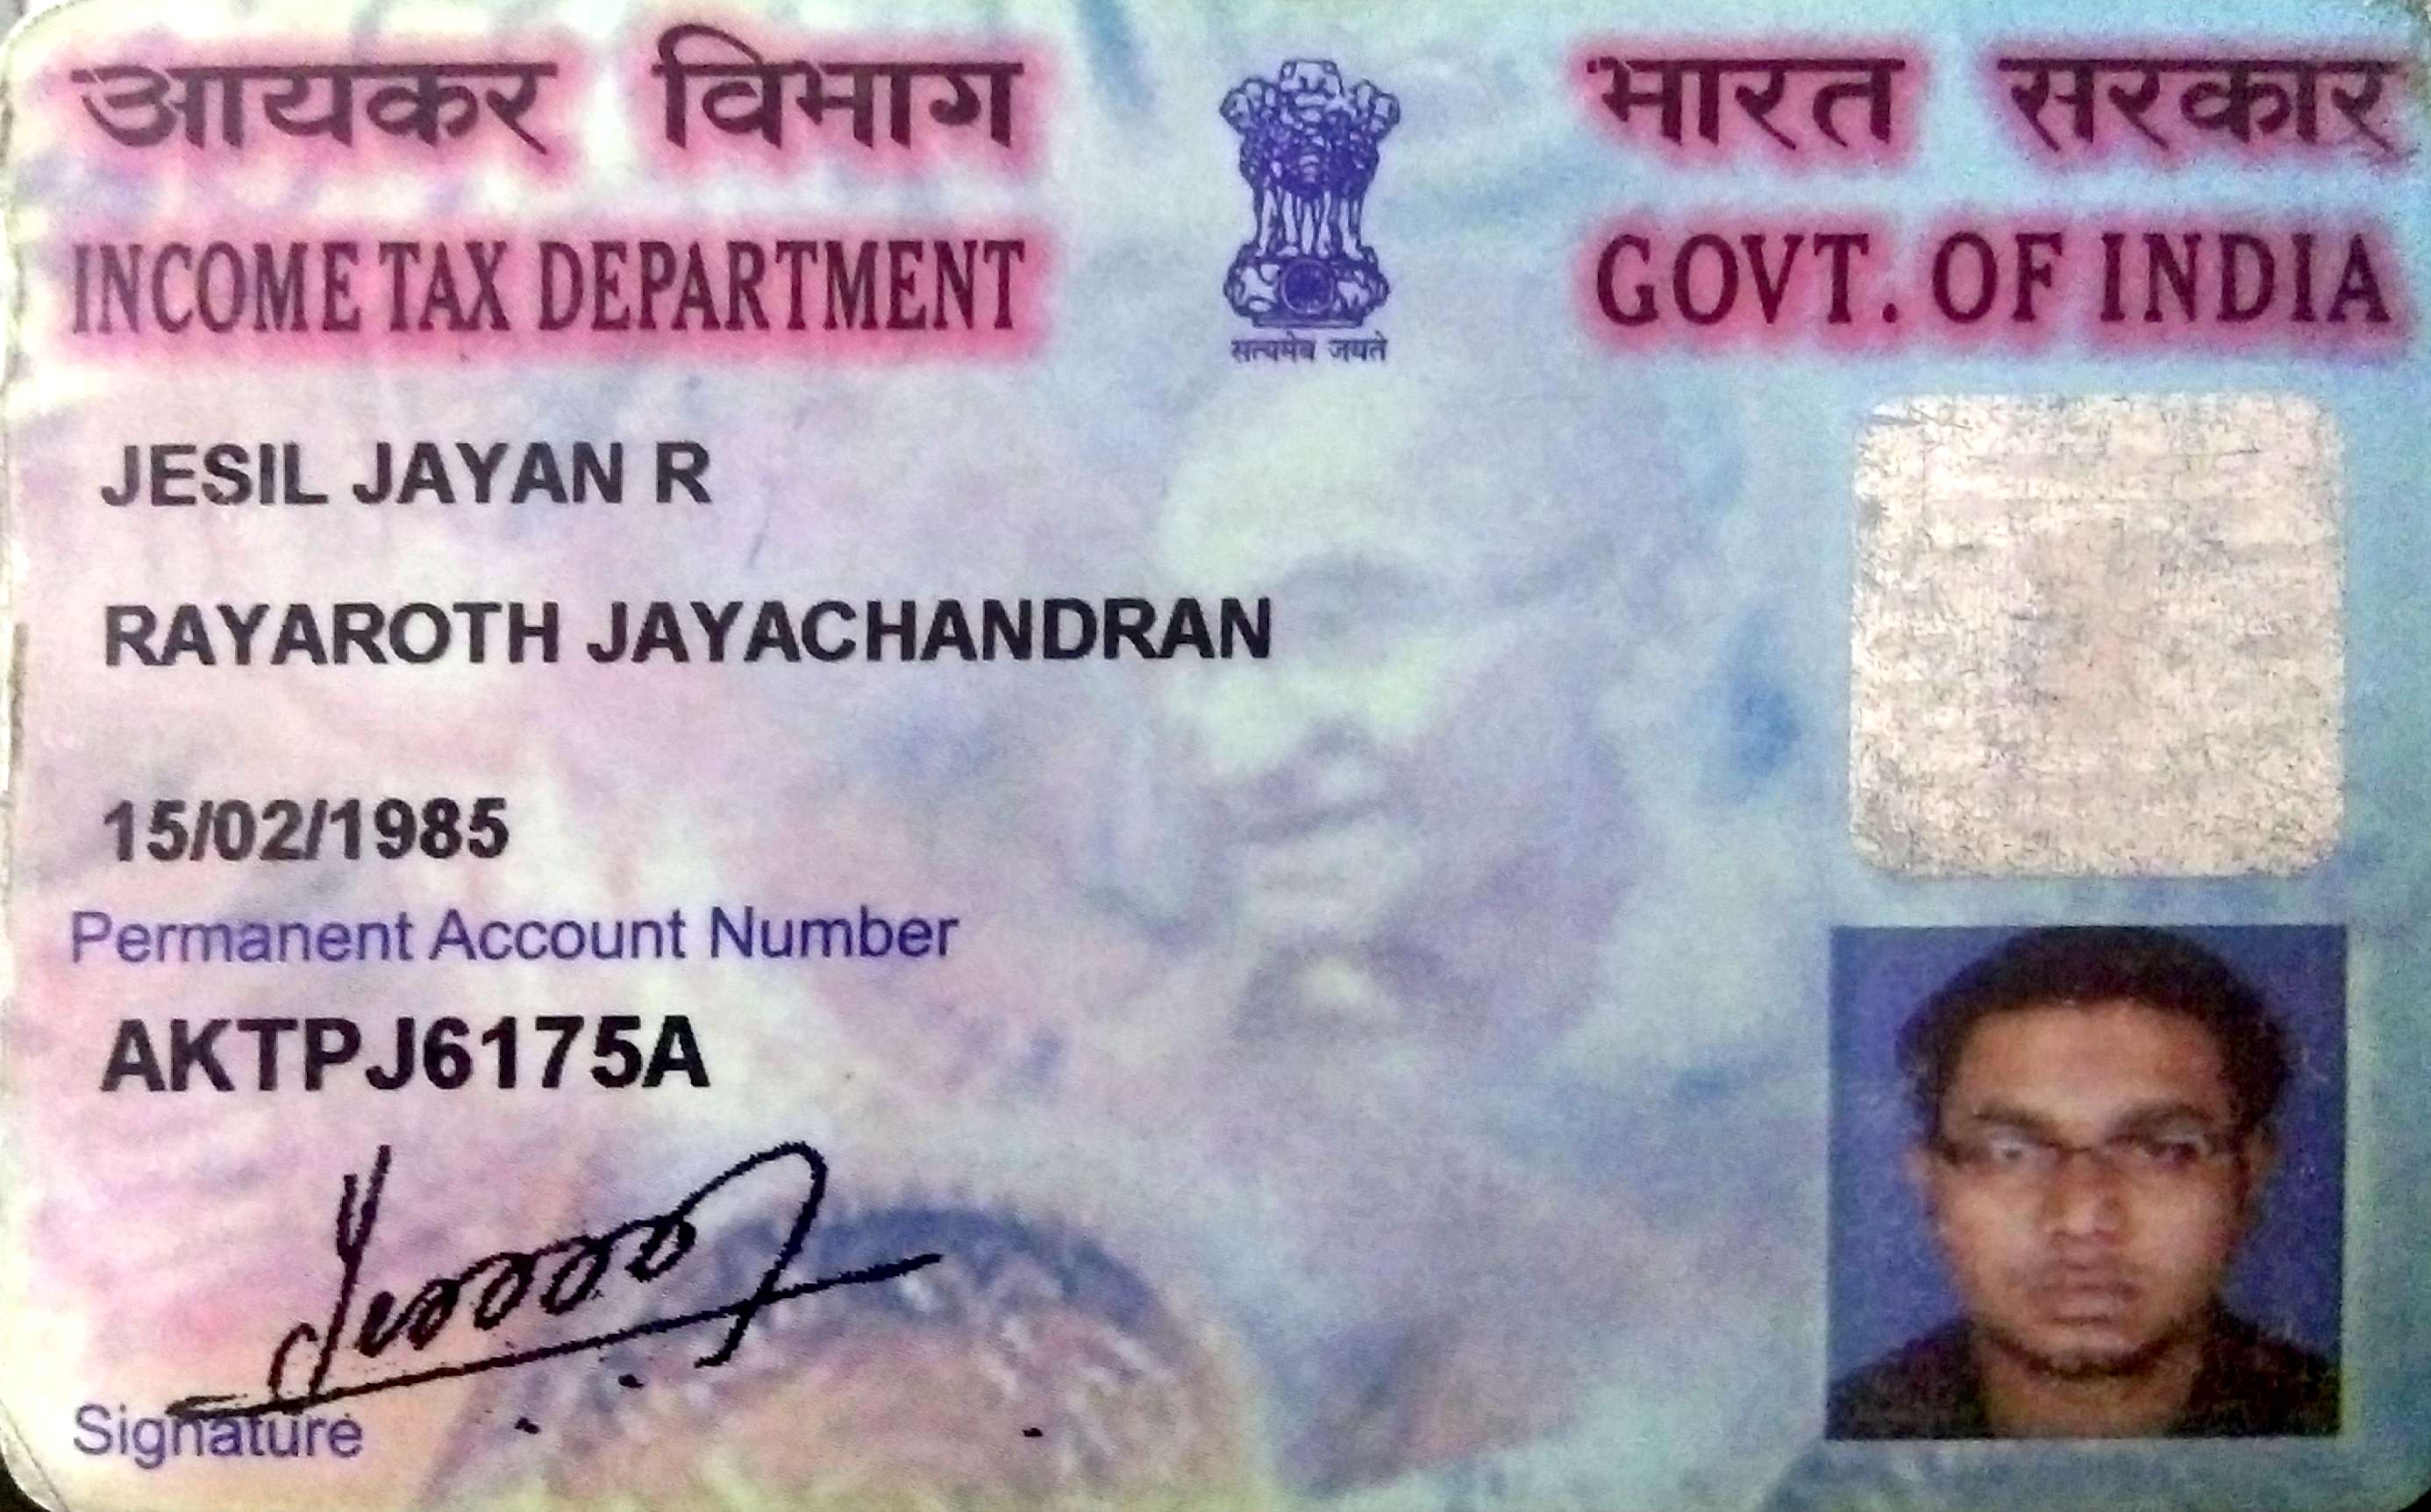 आयकर विभाग
भारत सरकार
INCOME TAX DEPARTMENT
GOVT. OF INDIA
सत्यमेव जयते
JESIL JAYAN R
RAYAROTH JAYACHANDRAN
15/02/1985
Permanent Account Number
AKTPJ6175A
Signature